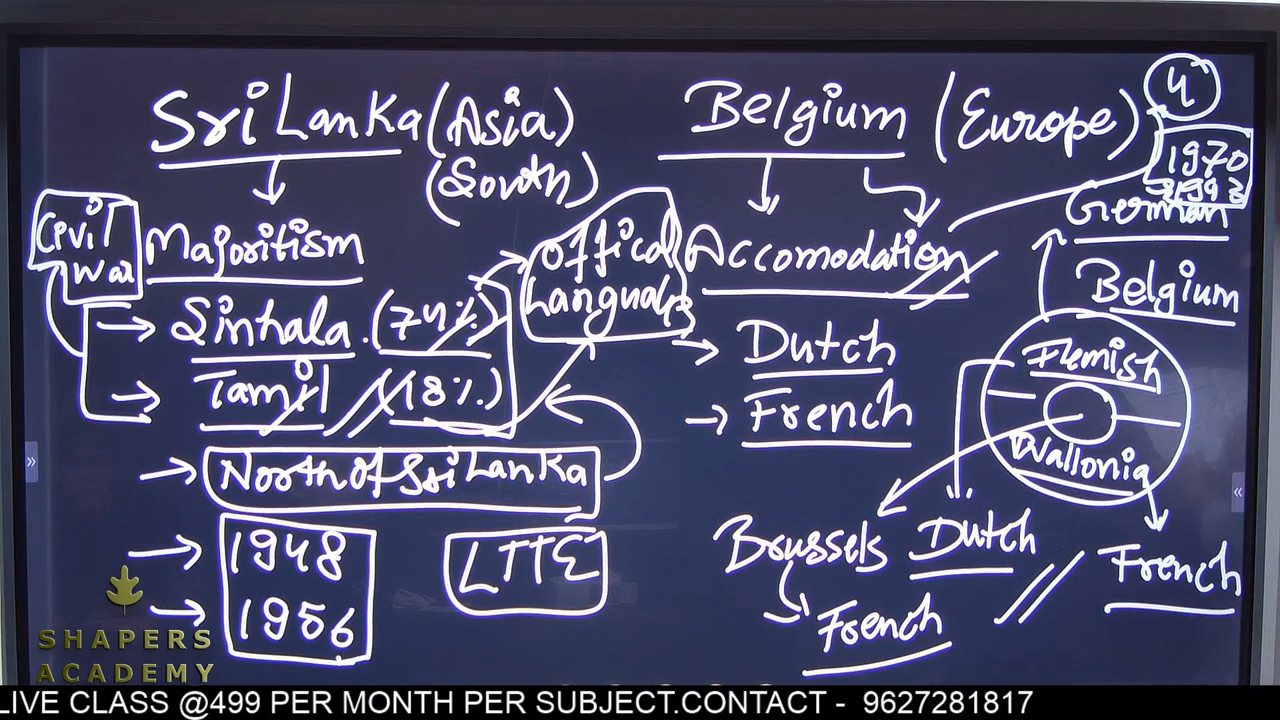 Sri Lanka (Asia)
(South)
Civil
War
Majoritism
Sinhala (74%)
Tamil (18%)
North of Sri Lanka
1948
1956
LTTE
Offical
Language
Belgium (Europe)
4
1970
1993
Accomodation
Dutch
French
German
Belgium
Flemish
Wallonia
Brussels
French
Dutch
French
SHAPERS
ACADEMY
LIVE CLASS @499 PER MONTH PER SUBJECT.CONTACT - 9627281817